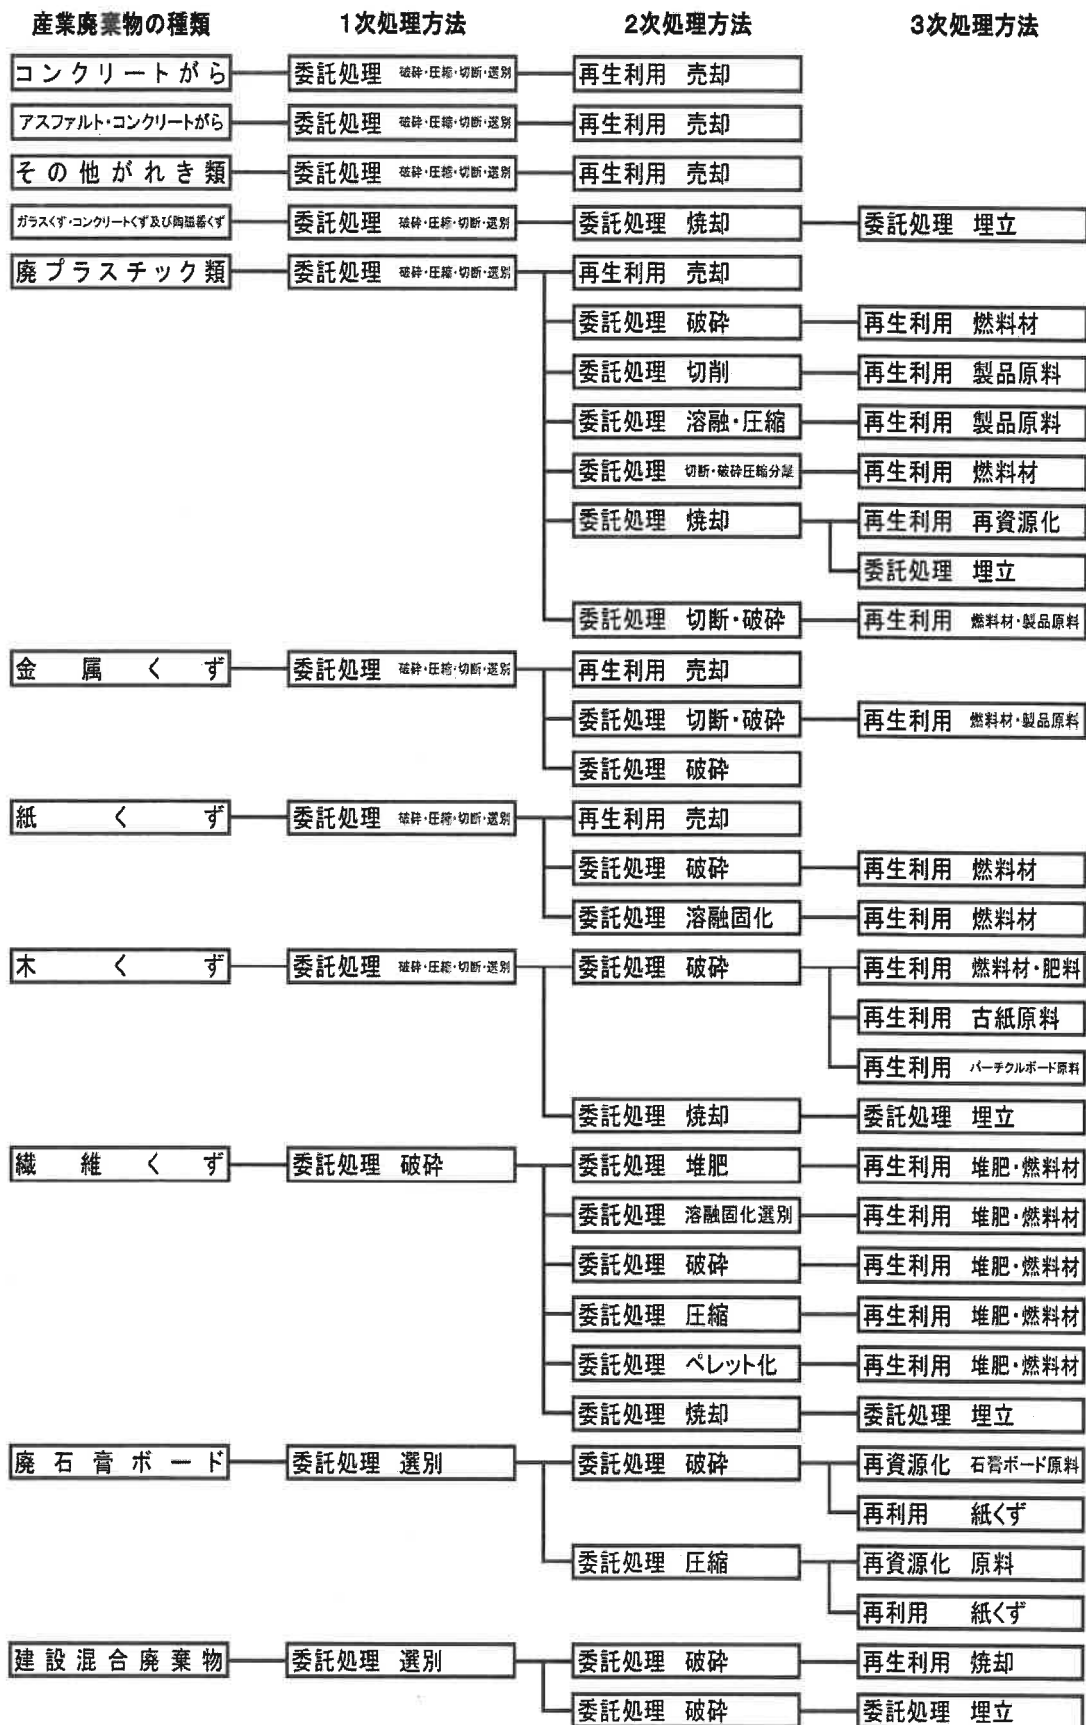 産業廃棄物の種類 1次処理方法 2次処理方法 3次処理方法
コンクリートがら 委託処理 破砕・圧縮・切断・選別 再生利用 売却
アスファルト・コンクリートがら 委託処理 破砕・圧縮・切断・選別 再生利用 売却
その他がれき類 委託処理 破砕・圧縮・切断・選別 再生利用 売却
ガラスくず・コンクリートくず及び陶磁器くず 委託処理 破砕・圧縮・切断・選別 委託処理 焼却 委託処理 埋立
廃プラスチック類 委託処理 破砕・圧縮・切断・選別 再生利用 売却
委託処理 破砕 再生利用 燃料材
委託処理 切削 再生利用 製品原料
委託処理 溶融・圧縮 再生利用 製品原料
委託処理 切断・破砕圧縮分離 再生利用 燃料材
委託処理 焼却 再生利用 再資源化
委託処理 埋立
委託処理 切断・破砕 再生利用 燃料材・製品原料
金属くず 委託処理 破砕・圧縮・切断・選別 再生利用 売却
委託処理 切断・破砕 再生利用 燃料材・製品原料
委託処理 破砕
紙くず 委託処理 破砕・圧縮・切断・選別 再生利用 売却
委託処理 破砕 再生利用 燃料材
委託処理 溶融固化 再生利用 燃料材
木くず 委託処理 破砕・圧縮・切断・選別 委託処理 破砕 再生利用 燃料材・肥料
再生利用 古紙原料
再生利用 パーチクルボード原料
委託処理 焼却 委託処理 埋立
繊維くず 委託処理 破砕 委託処理 堆肥 再生利用 堆肥・燃料材
委託処理 溶融固化選別 再生利用 堆肥・燃料材
委託処理 破砕 再生利用 堆肥・燃料材
委託処理 圧縮 再生利用 堆肥・燃料材
委託処理 ペレット化 再生利用 堆肥・燃料材
委託処理 焼却 委託処理 埋立
廃石膏ボード 委託処理 選別 委託処理 破砕 再資源化 石膏ボード原料
再利用 紙くず
委託処理 圧縮 再資源化 原料
再利用 紙くず
建設混合廃棄物 委託処理 選別 委託処理 破砕 再生利用 焼却
委託処理 破砕 委託処理 埋立